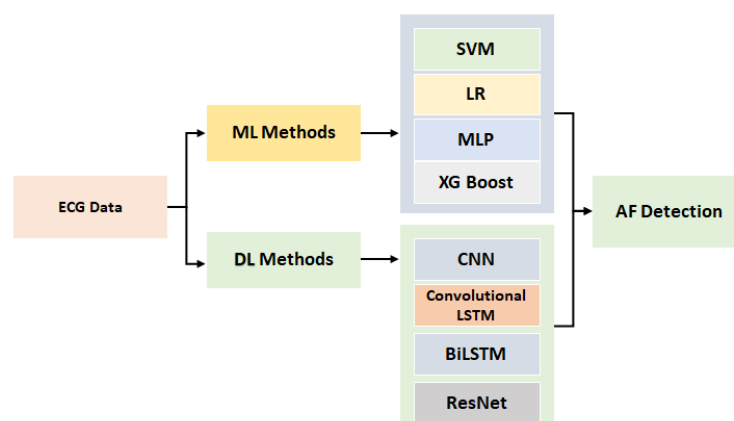 ECG Data
ML Methods
DL Methods
SVM
LR
MLP
XG Boost
CNN
Convolutional
LSTM
BiLSTM
ResNet
AF Detection